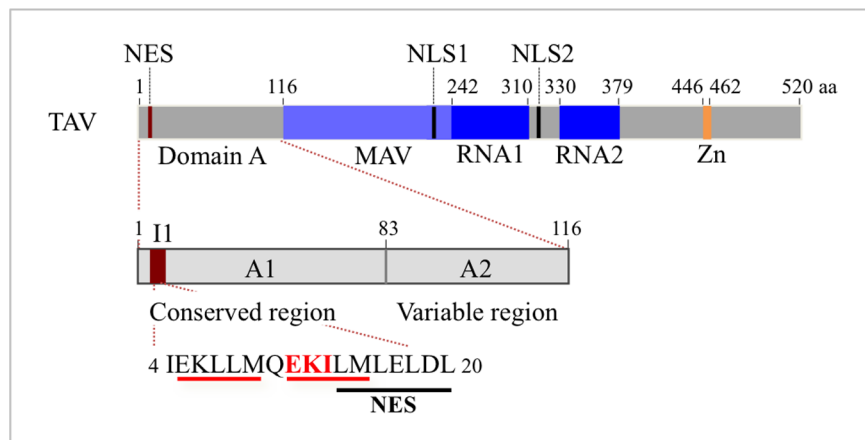 NES NLS1 NLS2
1 116 242 310 330 379 446 462 520 aa
TAV
Domain A MAV RNA1 RNA2 Zn
1 I1 83 116
A1 A2
Conserved region Variable region
4 IEKLLMQEKILMLELDL 20
NES